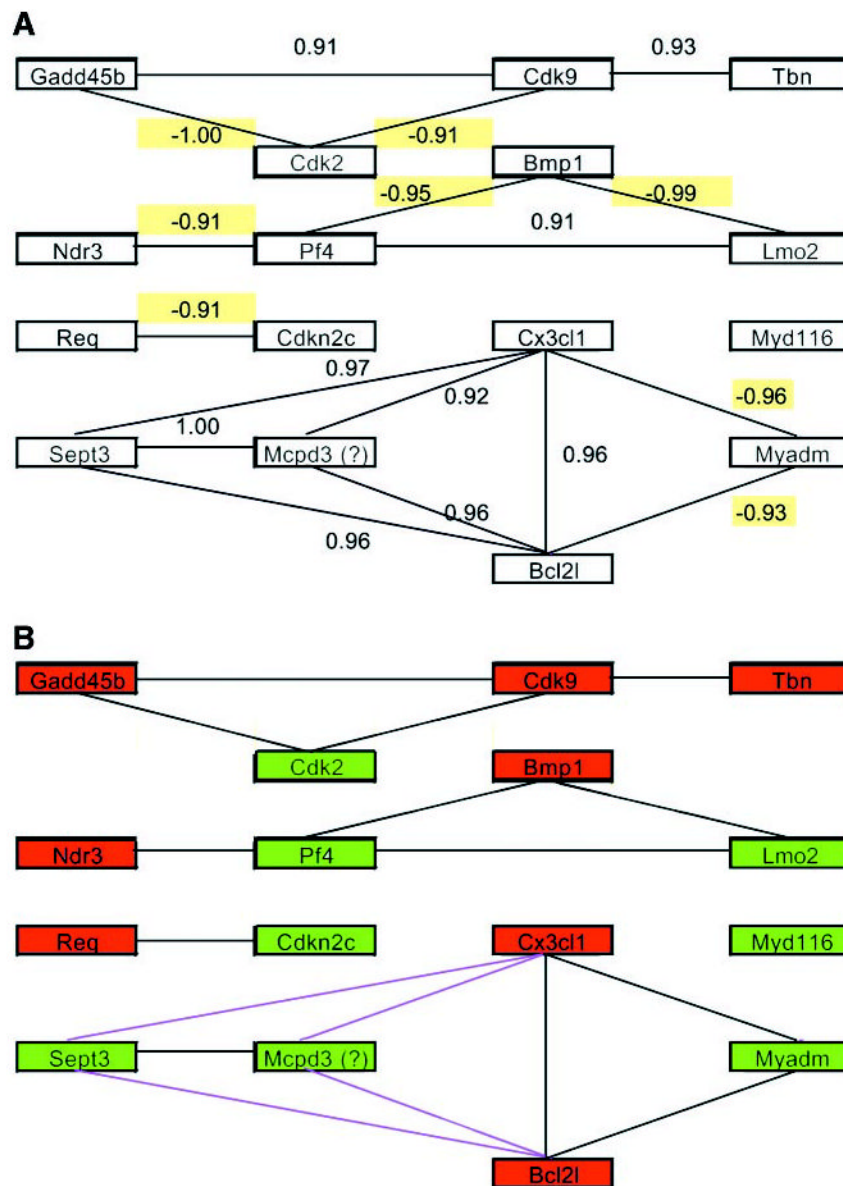 A
0.91 0.93
Gadd45b Cdk9 Tbn
-1.00 -0.91
Cdk2 Bmp1
-0.95 -0.99
-0.91 0.91
Ndr3 Pf4 Lmo2
-0.91
Req Cdkn2c Cx3cl1 Myd116
0.97 0.92 -0.96
1.00
Sept3 Mcpd3 (?) 0.96 Myadm
0.96 0.96 -0.93
Bcl2l
B
Gadd45b Cdk9 Tbn
Cdk2 Bmp1
Ndr3 Pf4 Lmo2
Req Cdkn2c Cx3cl1 Myd116
Sept3 Mcpd3 (?) Myadm
Bcl2l